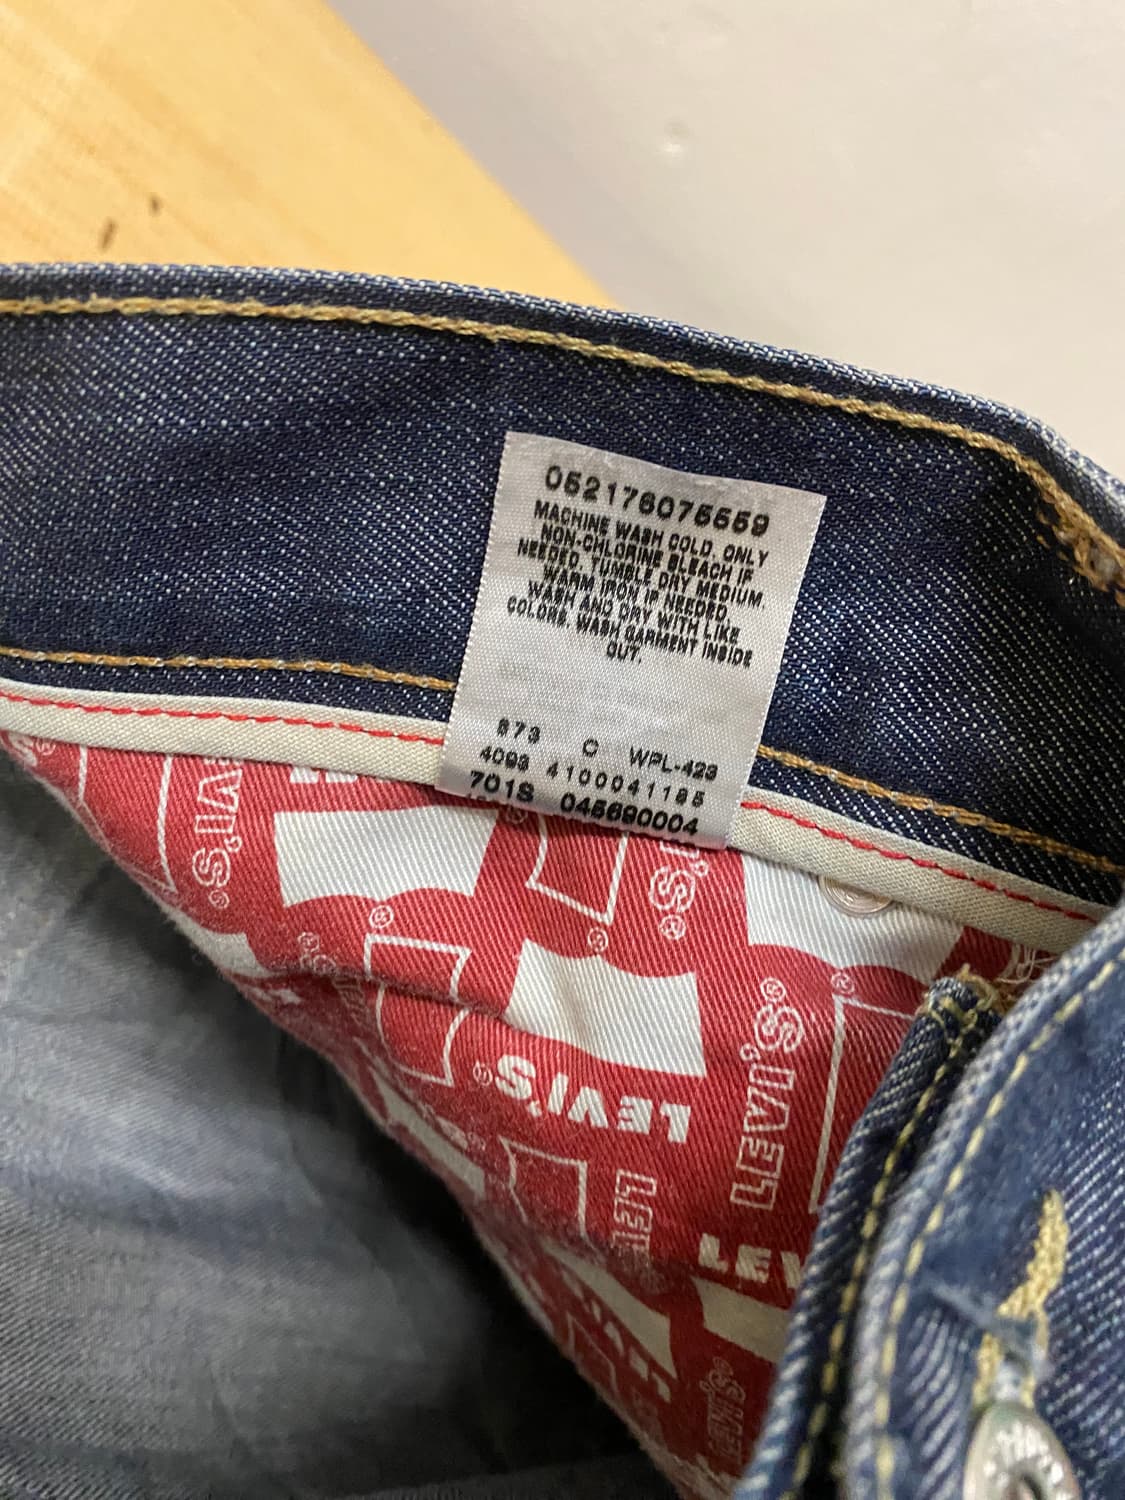 052176075559
MACHINE WASH COLD. ONLY
NON-CHLORINE BLEACH IF
NEEDED. TUMBLE DRY MEDIUM.
WARM IRON IF NEEDED.
WASH AND DRY WITH LIKE
COLORS. WASH GARMENT INSIDE
OUT.
873 C WPL-423
4093 4100041195
701S 045690004
LEVI'S®
LEVI'S®
LEVI'S®